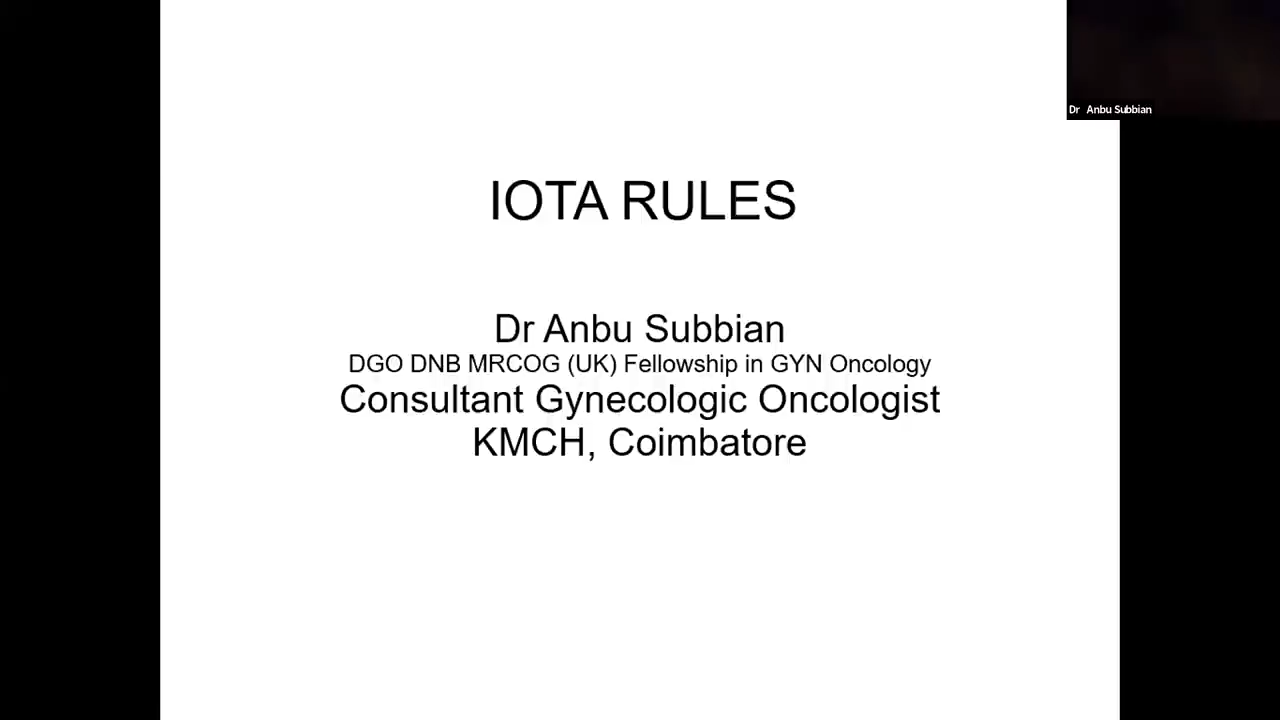 Dr Anbu Subbian
IOTA RULES
Dr Anbu Subbian
DGO DNB MRCOG (UK) Fellowship in GYN Oncology
Consultant Gynecologic Oncologist
KMCH, Coimbatore